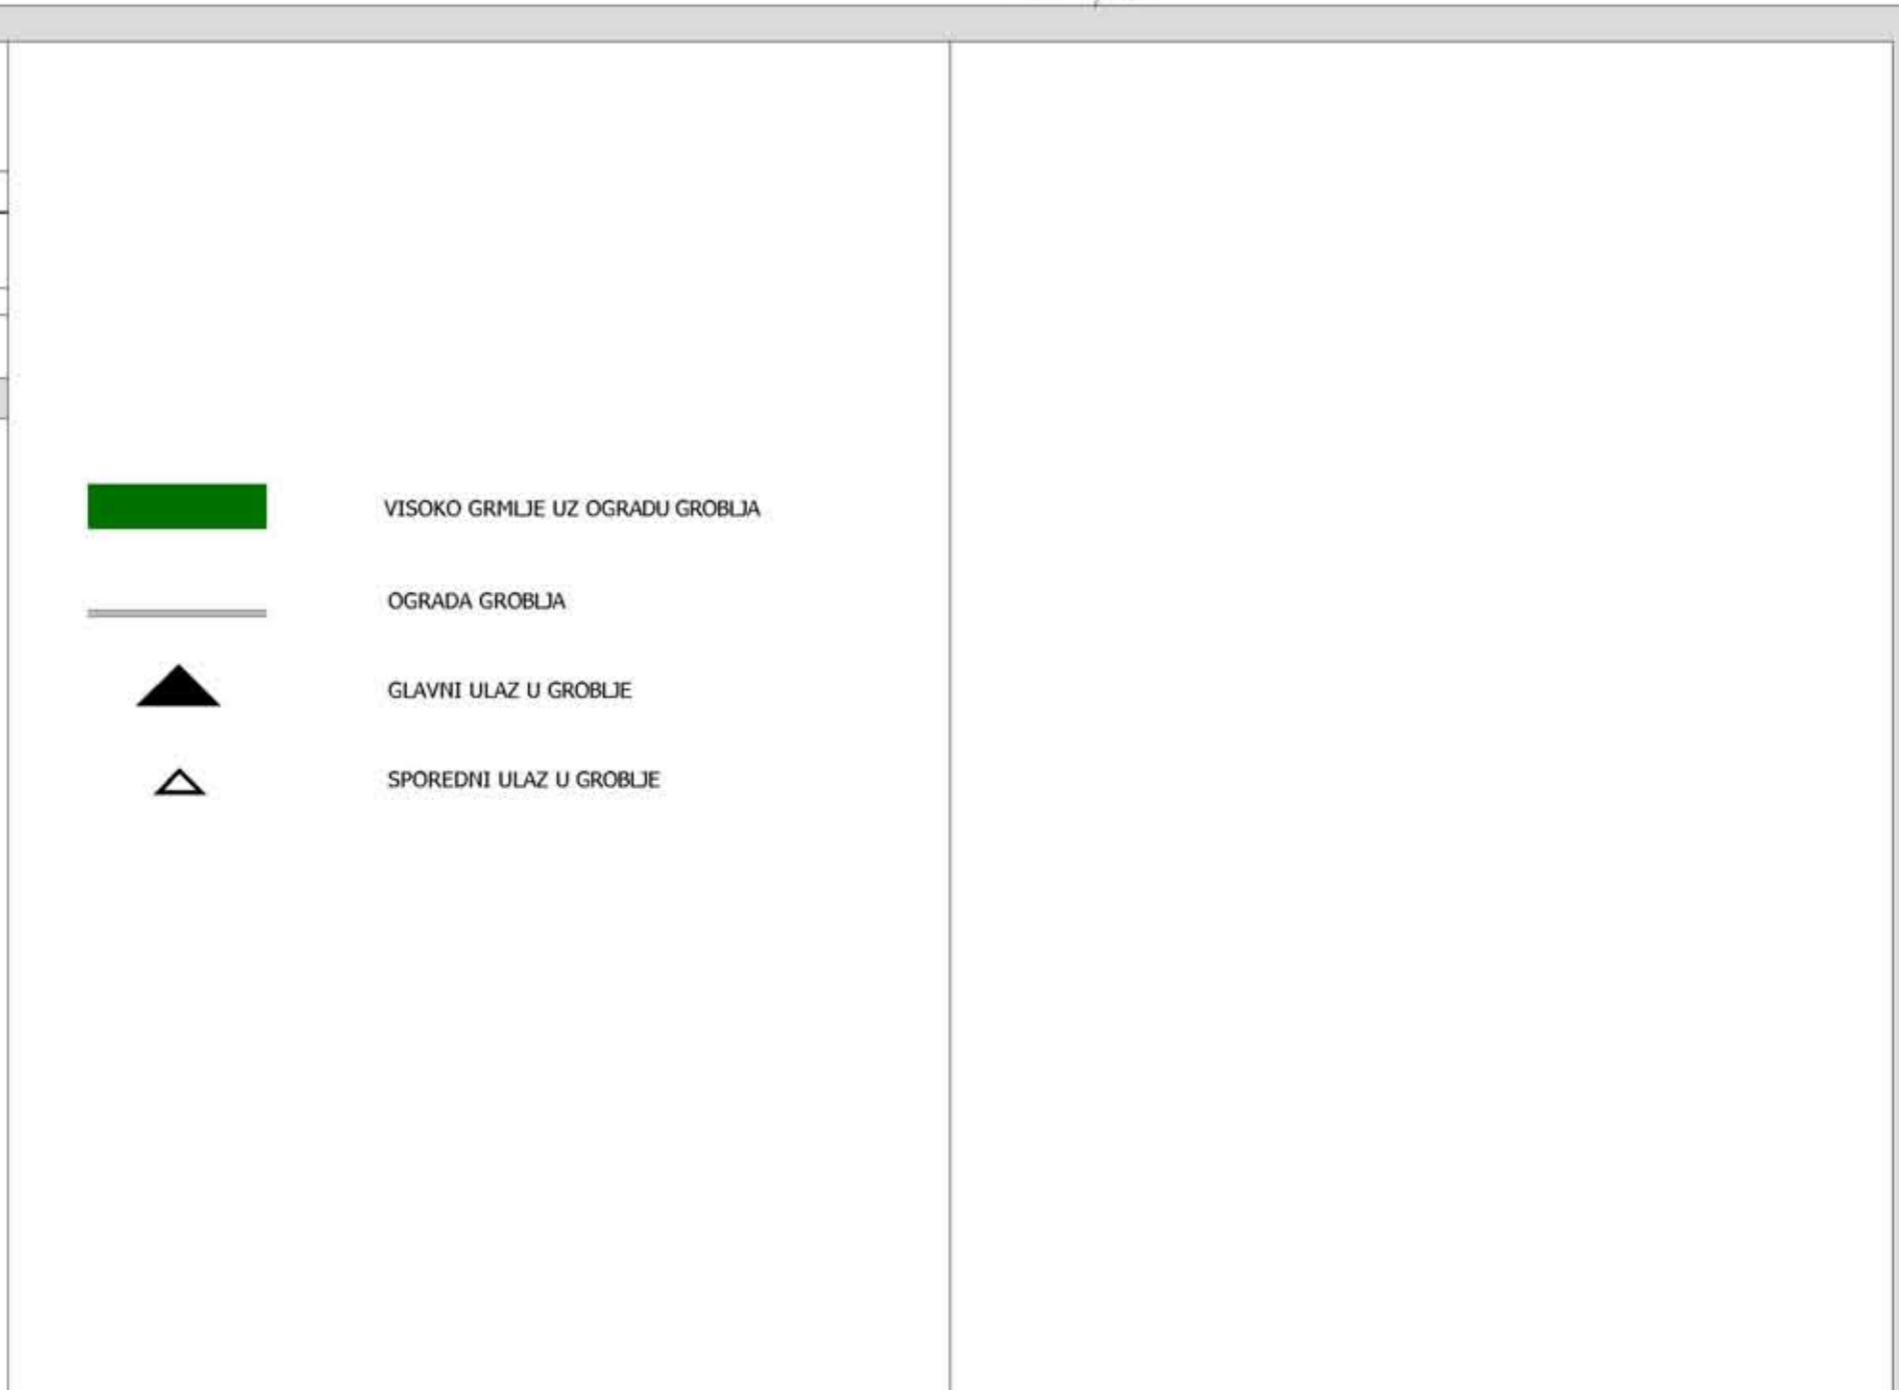 VISOKO GRMLJE UZ OGRADU GROBLJA
OGRADA GROBLJA
GLAVNI ULAZ U GROBLJE
SPOREDNI ULAZ U GROBLJE